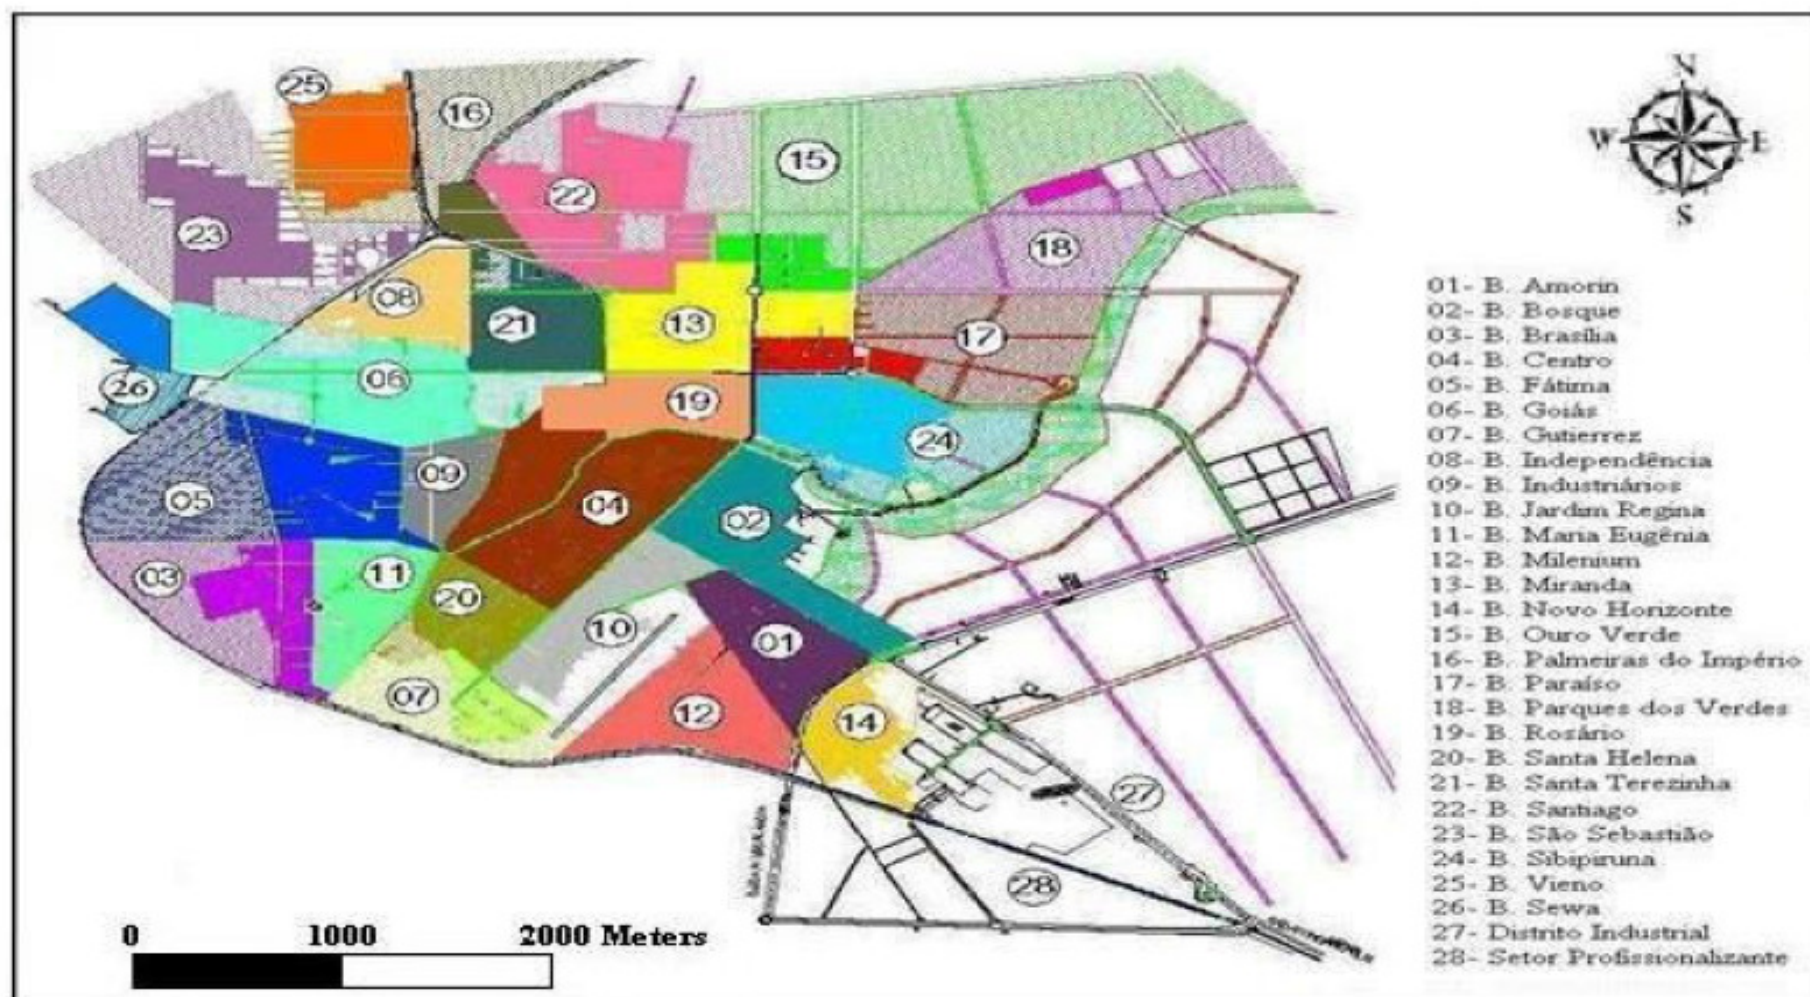 N
W E
S
25
16
15
22
23
18
08
21
13
17
26
06
19
24
05
09
04
02
03
11
20
10
01
07
12
14
27
28
0 1000 2000 Meters
01- B. Amorin
02- B. Bosque
03- B. Brasília
04- B. Centro
05- B. Fátima
06- B. Goiás
07- B. Gutierrez
08- B. Independência
09- B. Industriários
10- B. Jardim Regina
11- B. Maria Eugênia
12- B. Milenium
13- B. Miranda
14- B. Novo Horizonte
15- B. Ouro Verde
16- B. Palmeiras do Império
17- B. Paraíso
18- B. Parques dos Verdes
19- B. Rosário
20- B. Santa Helena
21- B. Santa Terezinha
22- B. Santiago
23- B. São Sebastião
24- B. Sibipiruna
25- B. Vieno
26- B. Sewa
27- Distrito Industrial
28- Setor Profissionalizante